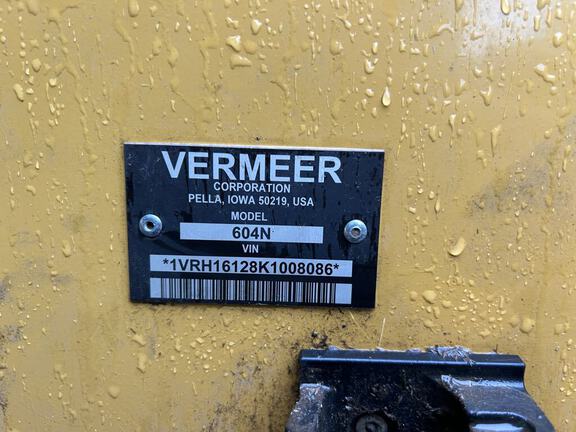 VERMEER
CORPORATION
PELLA, IOWA 50219, USA
MODEL
604N
VIN
*1VRH16128K1008086*